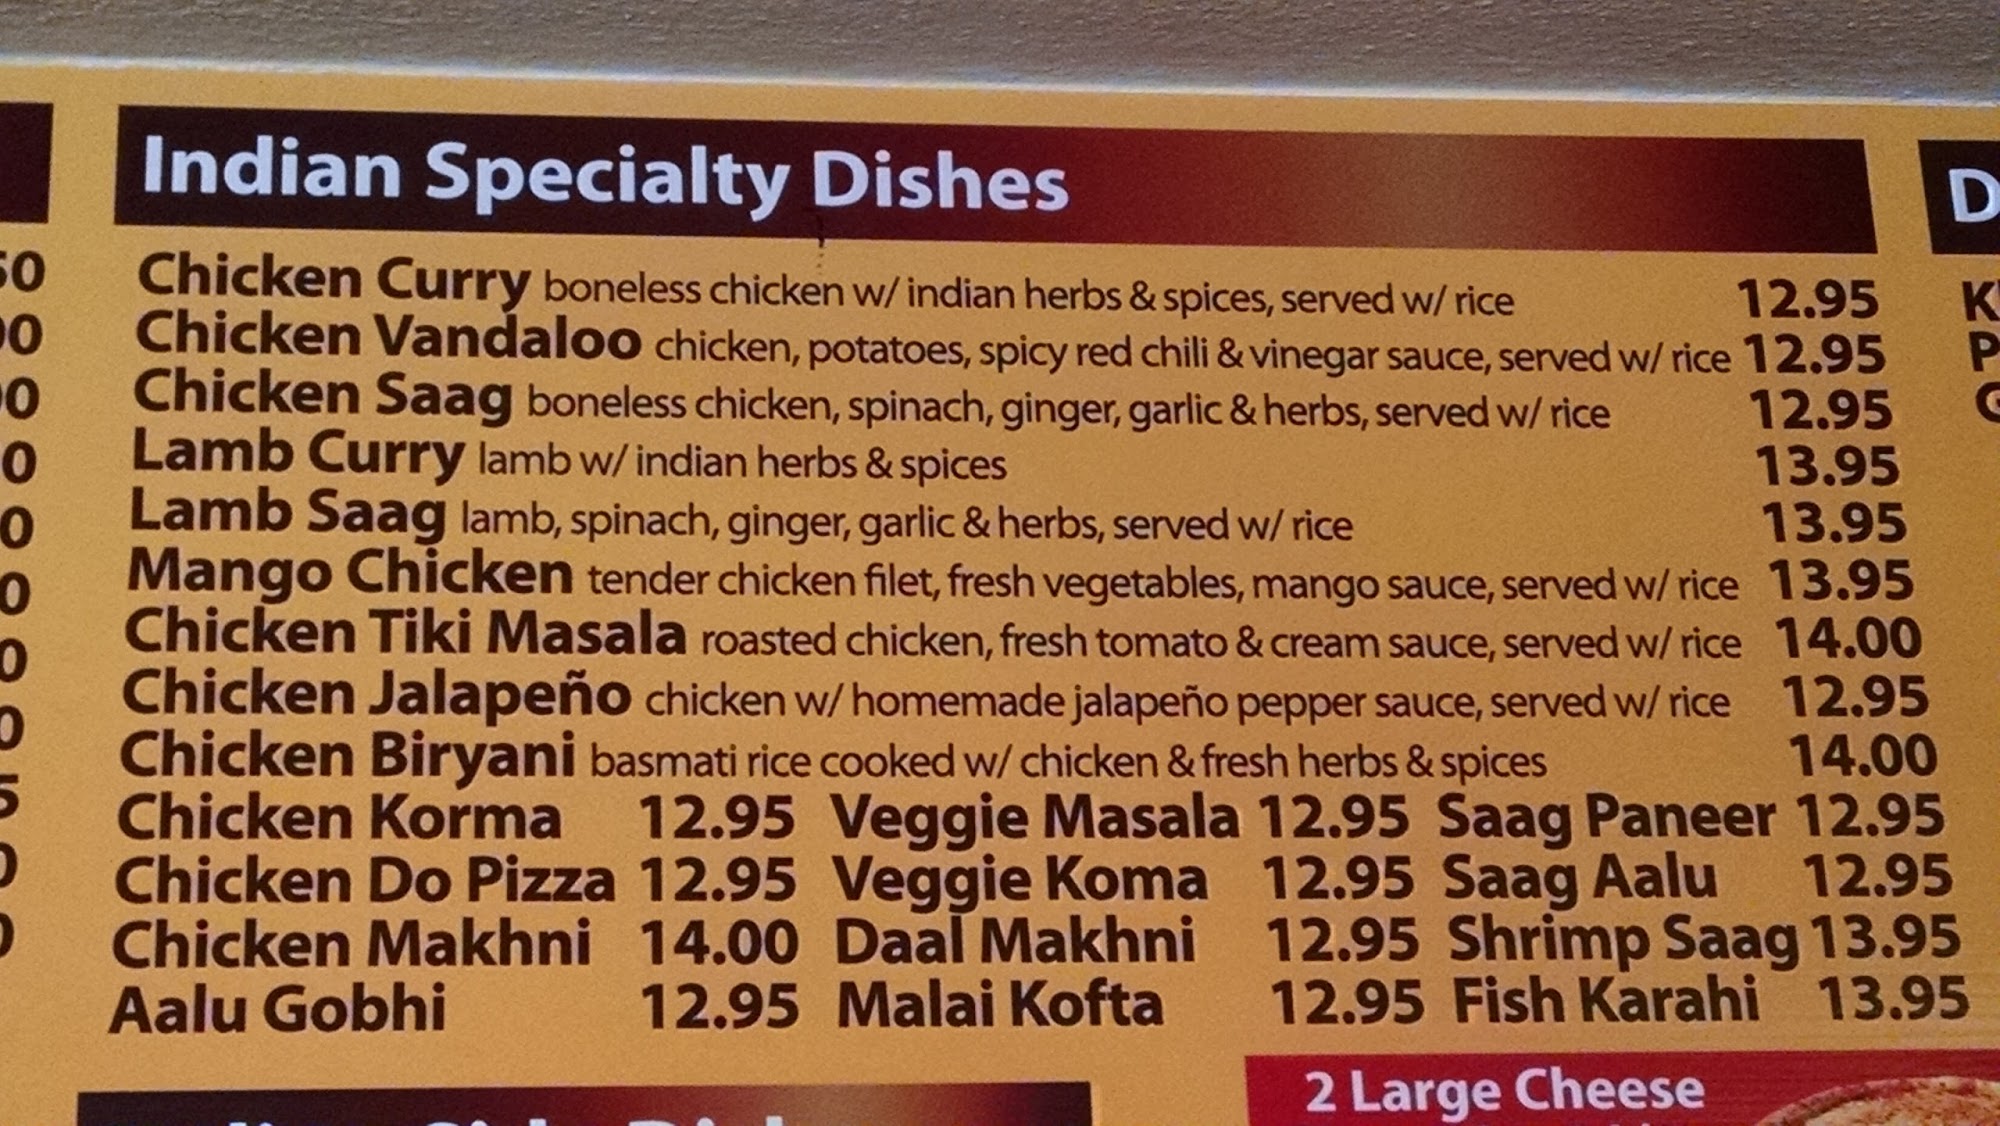 Indian Specialty Dishes
Chicken Curry boneless chicken w/ indian herbs & spices, served w/ rice 12.95
Chicken Vandaloo chicken, potatoes, spicy red chili & vinegar sauce, served w/ rice 12.95
Chicken Saag boneless chicken, spinach, ginger, garlic & herbs, served w/ rice 12.95
Lamb Curry lamb w/ indian herbs & spices 13.95
Lamb Saag lamb, spinach, ginger, garlic & herbs, served w/ rice 13.95
Mango Chicken tender chicken filet, fresh vegetables, mango sauce, served w/ rice 13.95
Chicken Tiki Masala roasted chicken, fresh tomato & cream sauce, served w/ rice 14.00
Chicken Jalapeño chicken w/ homemade jalapeño pepper sauce, served w/ rice 12.95
Chicken Biryani basmati rice cooked w/ chicken & fresh herbs & spices 14.00
Chicken Korma 12.95 Veggie Masala 12.95 Saag Paneer 12.95
Chicken Do Pizza 12.95 Veggie Koma 12.95 Saag Aalu 12.95
Chicken Makhni 14.00 Daal Makhni 12.95 Shrimp Saag 13.95
Aalu Gobhi 12.95 Malai Kofta 12.95 Fish Karahi 13.95
2 Large Cheese